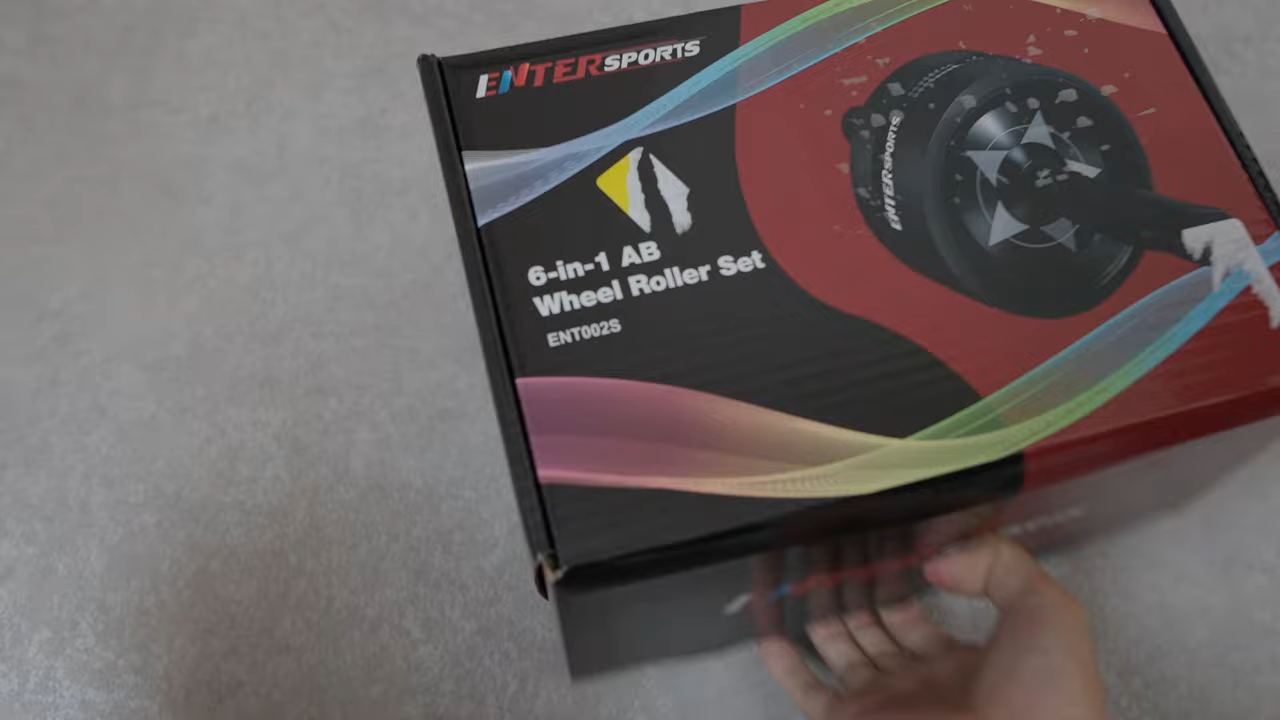 ENTERSPORTS
ENTERSPORTS
6-in-1 AB
Wheel Roller Set
ENT002S